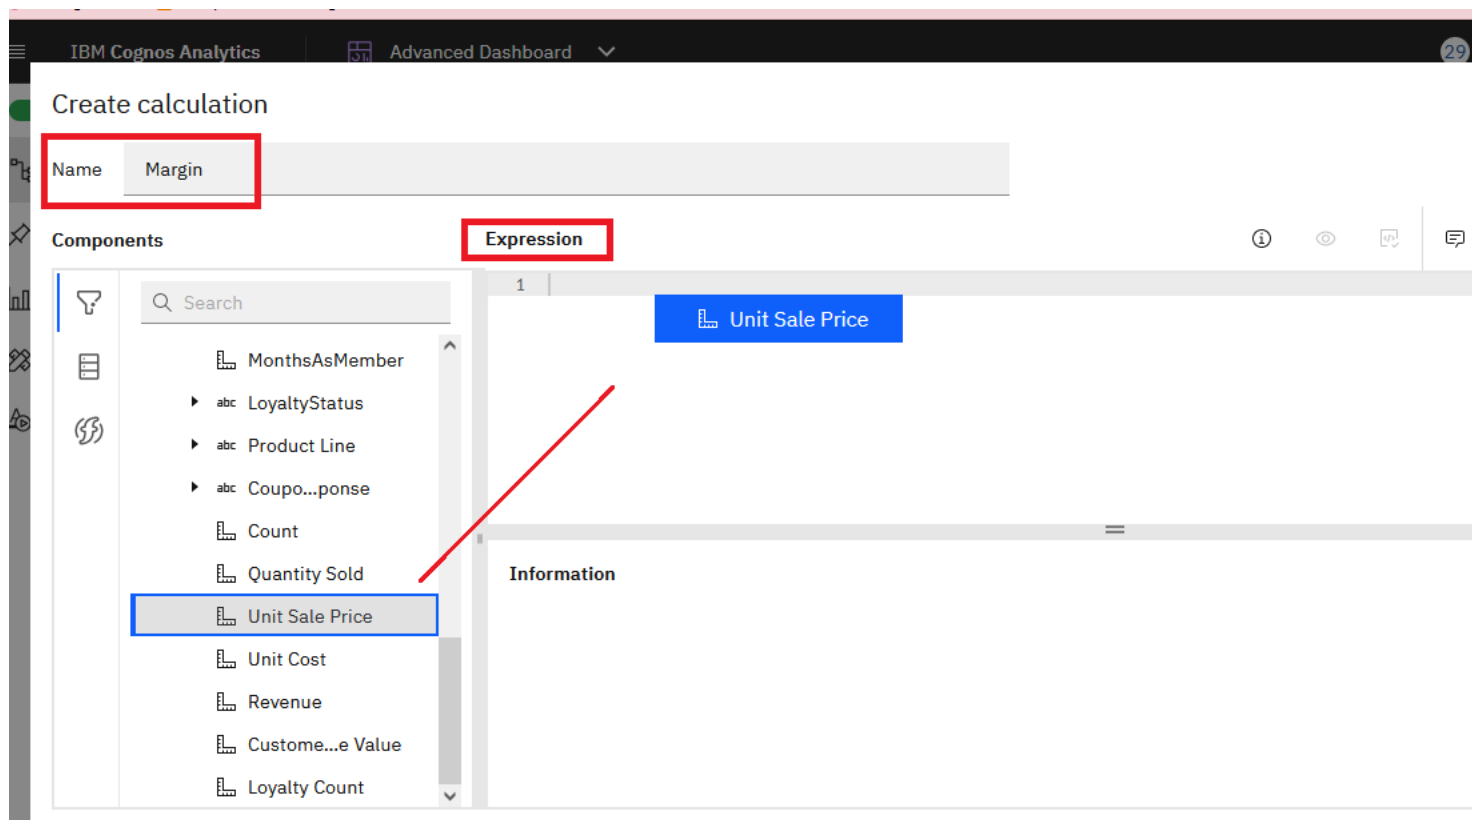 IBM Cognos Analytics
Advanced Dashboard
29
Create calculation
Name
Margin
Components
Expression
Search
1
Unit Sale Price
MonthsAsMember
abc LoyaltyStatus
abc Product Line
abc Coupo...ponse
Count
Quantity Sold
Unit Sale Price
Unit Cost
Revenue
Custome...e Value
Loyalty Count
Information